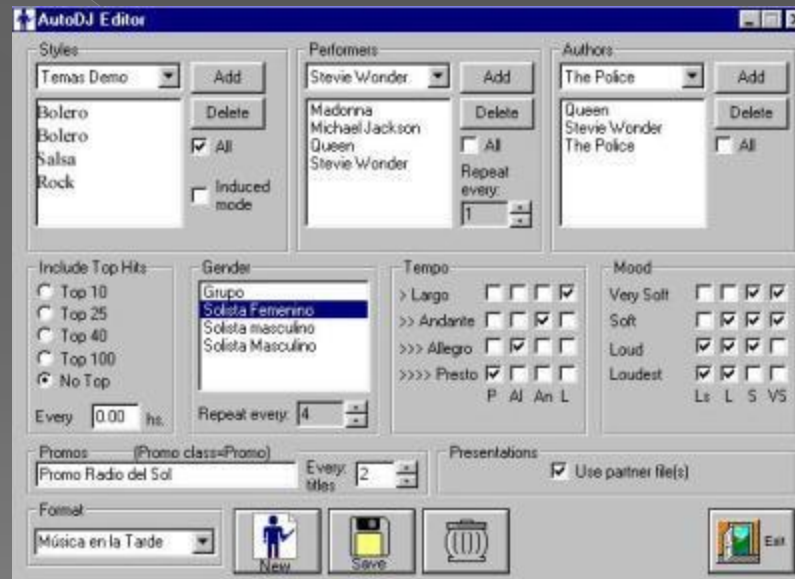 AutoDJ Editor
Styles
Temas Demo
Add
Bolero
Bolero
Salsa
Rock
Delete
All
Induced
mode
Performers
Stevie Wonder
Add
Madonna
Michael Jackson
Queen
Stevie Wonder
Delete
All
Repeat
every:
1
Authors
The Police
Add
Queen
Stevie Wonder
The Police
Delete
All
Include Top Hits
Top 10
Top 25
Top 40
Top 100
No Top
Every 0.00 hs.
Gender
Grupo
Solista Femenino
Solista masculino
Solista Masculino
Repeat every: 4
Tempo
> Largo
>> Andante
>>> Allegro
>>>> Presto
P Al An L
Mood
Very Soft
Soft
Loud
Loudest
Ls L S VS
Promos (Promo class=Promo)
Promo Radio del Sol
Every:
titles
2
Presentations
Use partner file(s)
Format
Música en la Tarde
New
Save
Exit